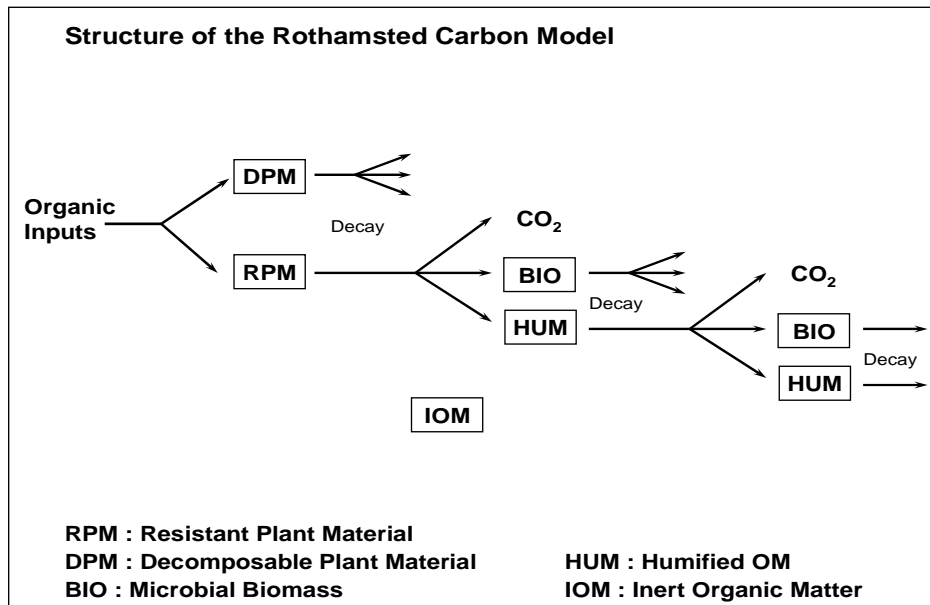 Structure of the Rothamsted Carbon Model
DPM
Organic
Inputs
Decay
CO₂
RPM
BIO
CO₂
Decay
HUM
BIO
Decay
HUM
IOM
RPM : Resistant Plant Material
DPM : Decomposable Plant Material
HUM : Humified OM
BIO : Microbial Biomass
IOM : Inert Organic Matter